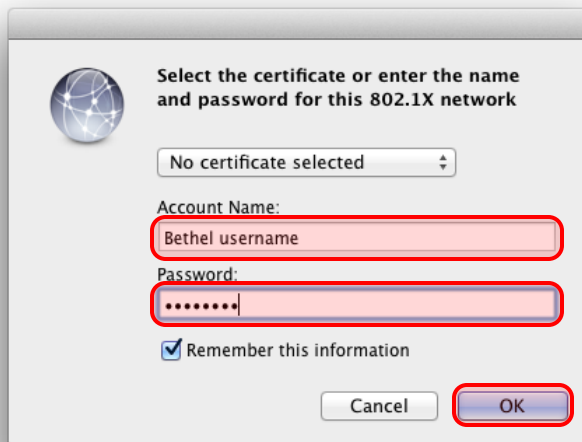 Select the certificate or enter the name
and password for this 802.1X network
No certificate selected
Account Name:
Bethel username
Password:
••••••••
Remember this information
Cancel
OK